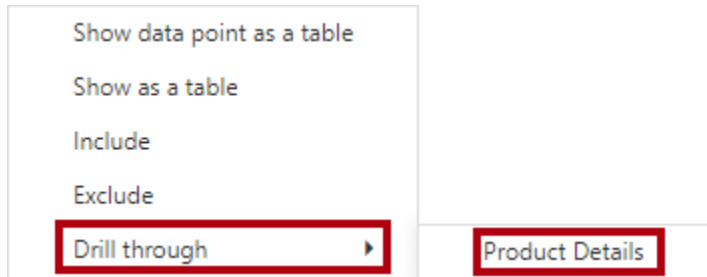 Show data point as a table
Show as a table
Include
Exclude
Drill through
Product Details